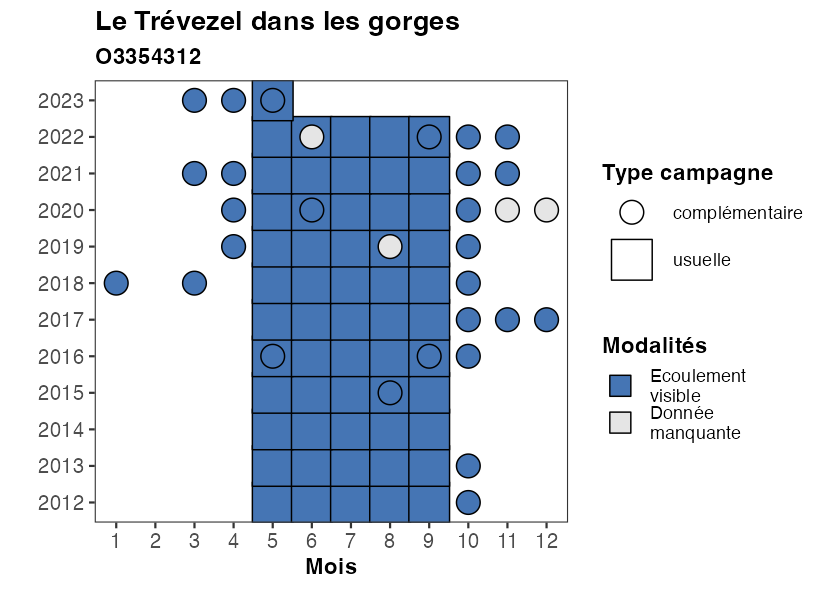 Le Trévezel dans les gorges
O3354312
2023
2022
2021
2020
2019
2018
2017
2016
2015
2014
2013
2012
1 2 3 4 5 6 7 8 9 10 11 12
Mois
Type campagne
complémentaire
usuelle
Modalités
Ecoulement
visible
Donnée
manquante